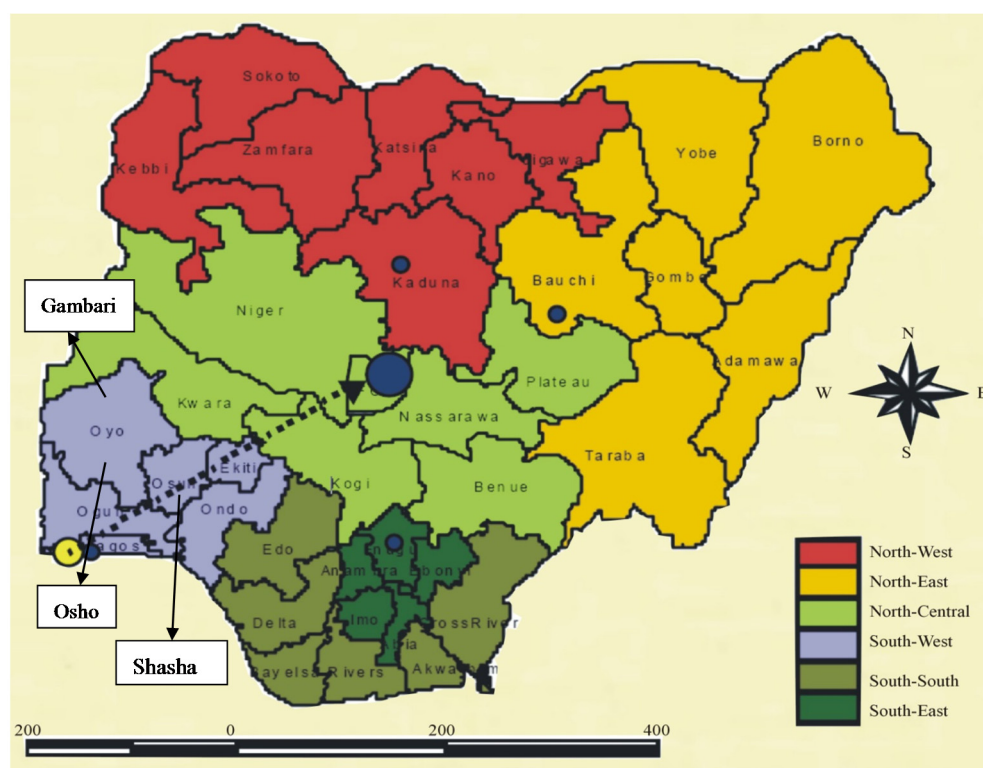 Sokoto
Kebbi
Zamfara
Katsina
Kano
Jigawa
Yobe
Borno
Kaduna
Bauchi
Gombe
Adamawa
Gambari
Niger
Kwara
Nassarawa
Plateau
Taraba
N
W
E
S
Oyo
Osun
Ekiti
Ogun
Ondo
Lagos
Kogi
Benue
Edo
Enugu
Anambra
Ebonyi
Imo
Abia
Delta
CrossRiver
Bayelsa
Rivers
Akwa
Osho
Shasha
North-West
North-East
North-Central
South-West
South-South
South-East
200 0 200 400